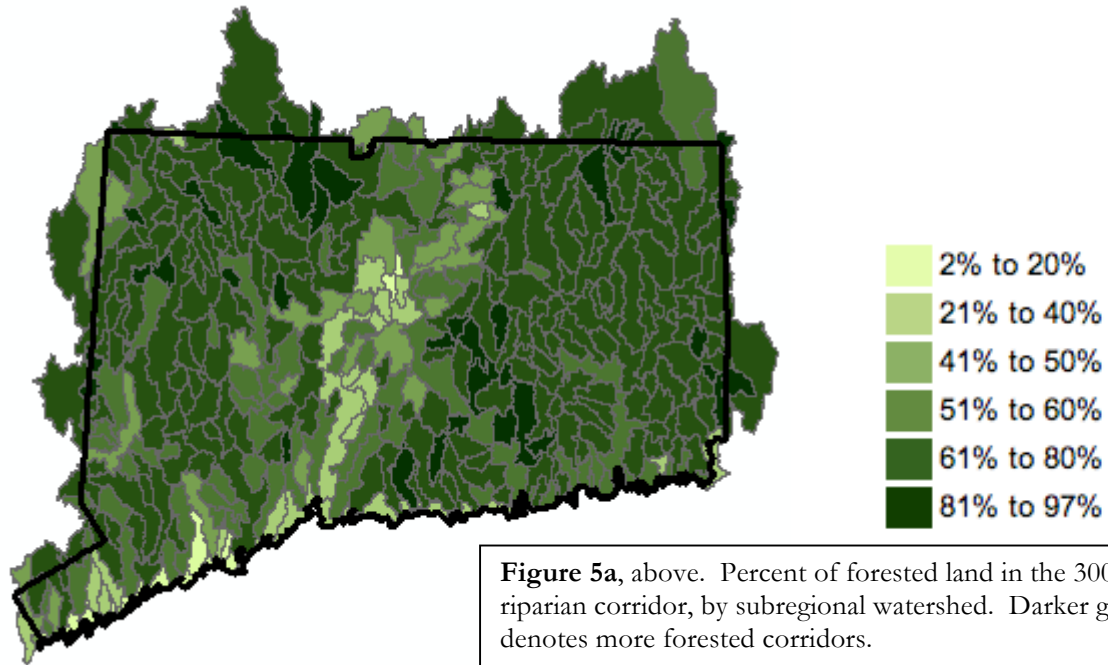 2% to 20%
21% to 40%
41% to 50%
51% to 60%
61% to 80%
81% to 97%
Figure 5a, above. Percent of forested land in the 300
riparian corridor, by subregional watershed. Darker g
denotes more forested corridors.